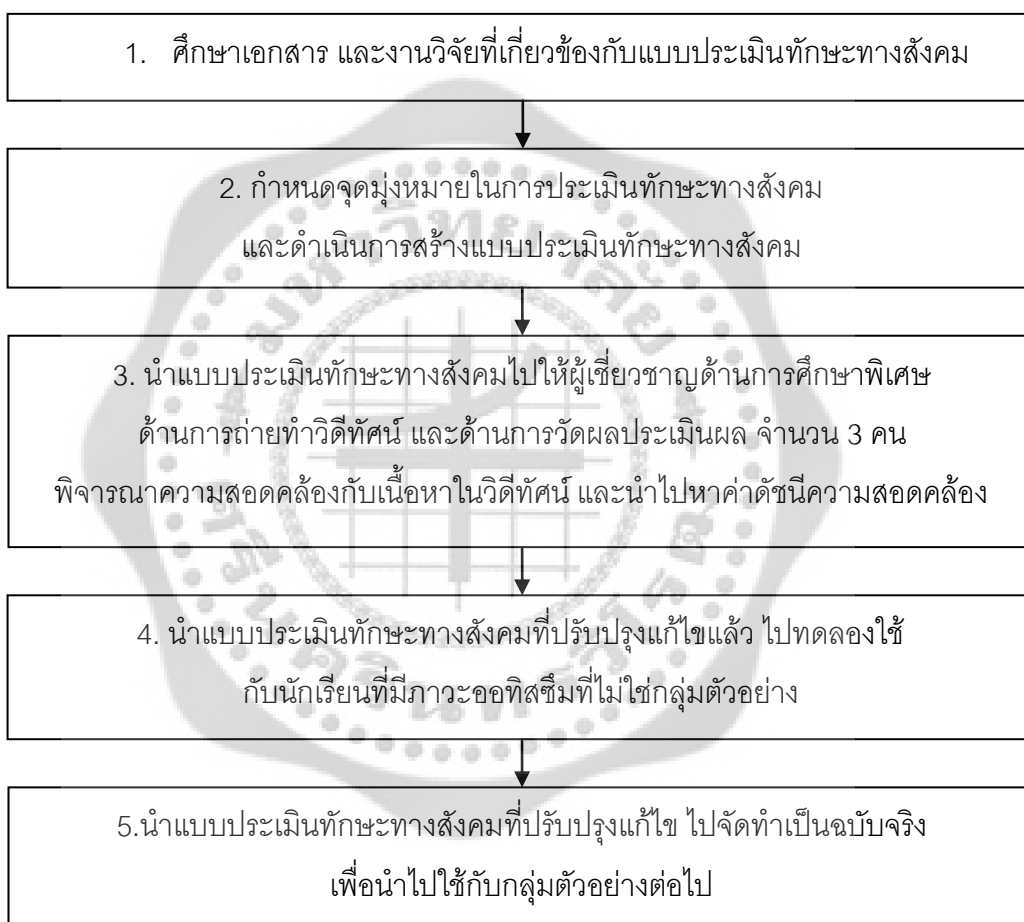 1. ศึกษาเอกสาร และงานวิจัยที่เกี่ยวข้องกับแบบประเมินทักษะทางสังคม
2. กำหนดจุดมุ่งหมายในการประเมินทักษะทางสังคม
และดำเนินการสร้างแบบประเมินทักษะทางสังคม
3. นำแบบประเมินทักษะทางสังคมไปให้ผู้เชี่ยวชาญด้านการศึกษาพิเศษ
ด้านการถ่ายทำวิดีทัศน์ และด้านการวัดผลประเมินผล จำนวน 3 คน
พิจารณาความสอดคล้องกับเนื้อหาในวิดีทัศน์ และนำไปหาค่าดัชนีความสอดคล้อง
4. นำแบบประเมินทักษะทางสังคมที่ปรับปรุงแก้ไขแล้ว ไปทดลองใช้
กับนักเรียนที่มีภาวะออทิสซึมที่ไม่ใช่กลุ่มตัวอย่าง
5.นำแบบประเมินทักษะทางสังคมที่ปรับปรุงแก้ไข ไปจัดทำเป็นฉบับจริง
เพื่อนำไปใช้กับกลุ่มตัวอย่างต่อไป
มหาวิทยาลัย
ศรีนครินทรวิโรฒ